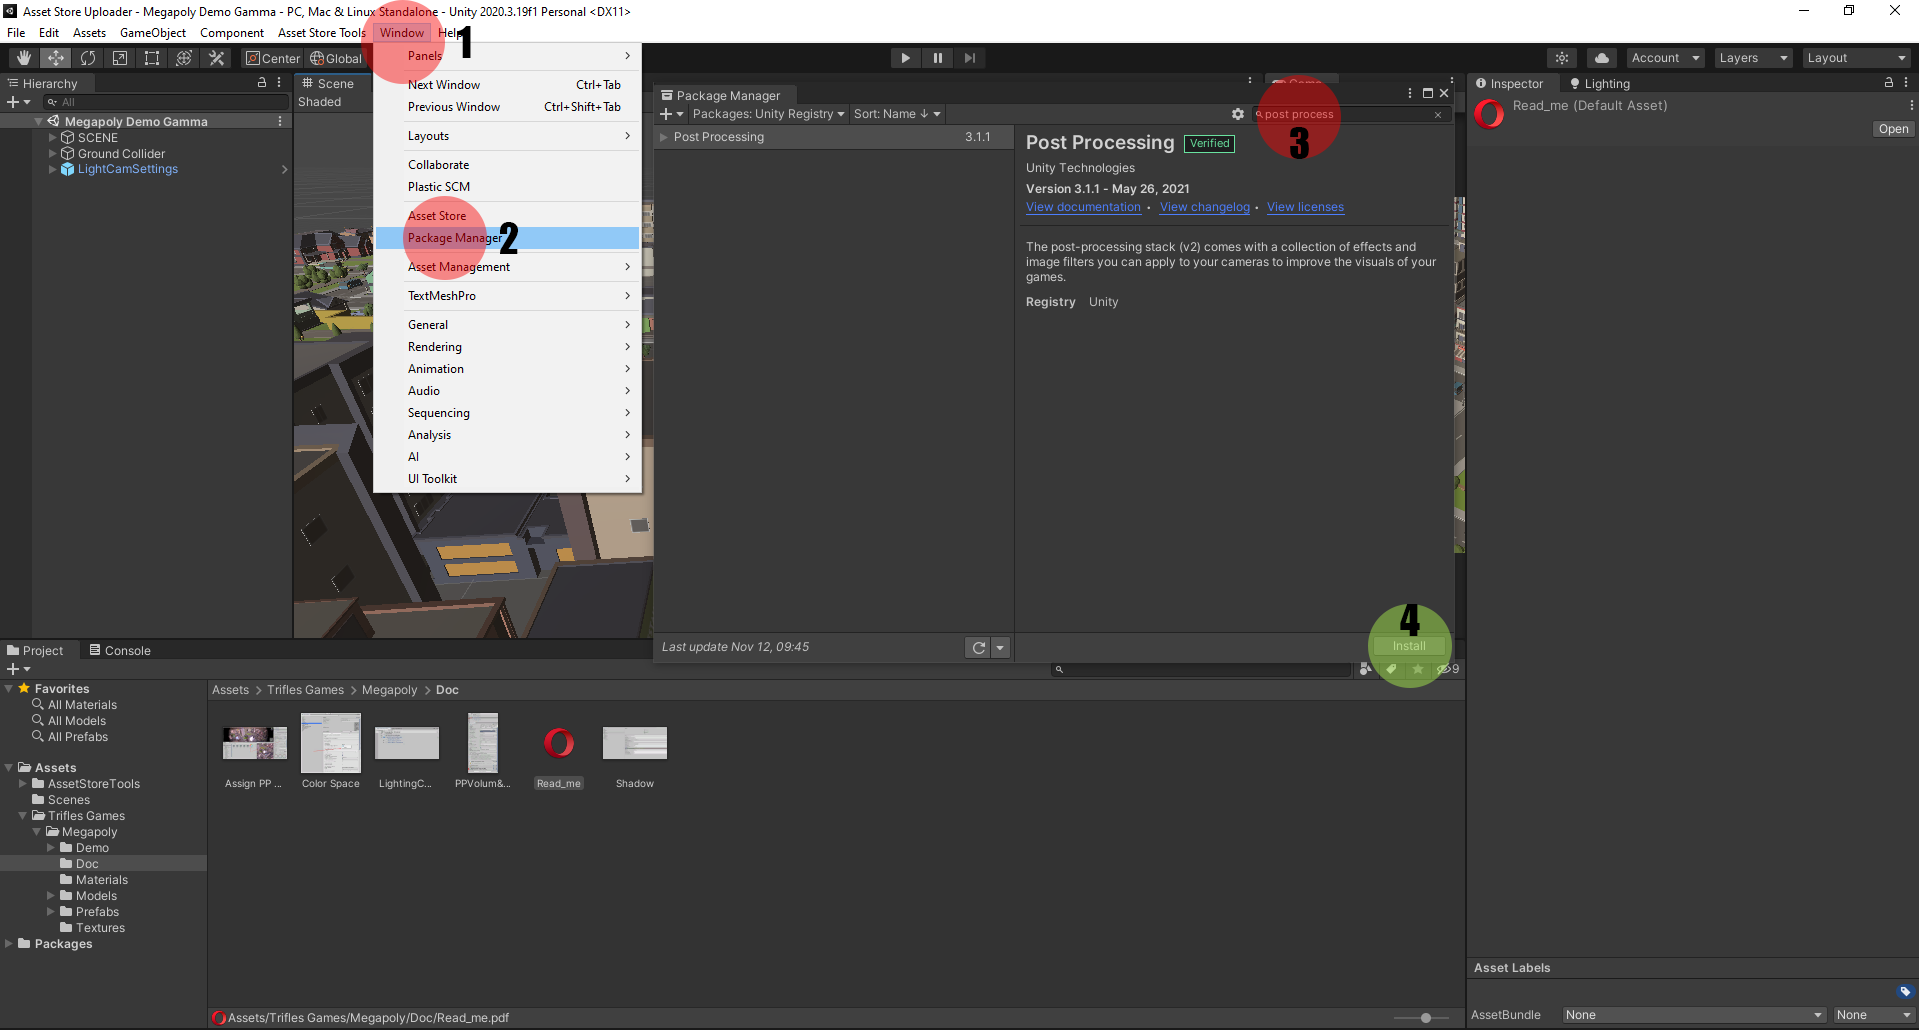 Asset Store Uploader - Megapoly Demo Gamma - PC, Mac & Linux Standalone - Unity 2020.3.19f1 Personal <DX11>
File Edit Assets GameObject Component Asset Store Tools Window Help
1
Center Global
Account Layers Layout
Hierarchy
All
Megapoly Demo Gamma
SCENE
Ground Collider
LightCamSettings
Scene
Shaded
Panels
Next Window Ctrl+Tab
Previous Window Ctrl+Shift+Tab
Layouts
Collaborate
Plastic SCM
Asset Store
Package Manager
2
Asset Management
TextMeshPro
General
Rendering
Animation
Audio
Sequencing
Analysis
AI
UI Toolkit
Game
Package Manager
Packages: Unity Registry Sort: Name ↓
post process
3
Post Processing 3.1.1
Post Processing Verified
Unity Technologies
Version 3.1.1 - May 26, 2021
View documentation • View changelog • View licenses
The post-processing stack (v2) comes with a collection of effects and
image filters you can apply to your cameras to improve the visuals of your
games.
Registry Unity
Last update Nov 12, 09:45
4
Install
Inspector Lighting
Read_me (Default Asset)
Open
Project Console
9
Favorites
All Materials
All Models
All Prefabs
Assets
AssetStoreTools
Scenes
Trifles Games
Megapoly
Demo
Doc
Materials
Models
Prefabs
Textures
Packages
Assets > Trifles Games > Megapoly > Doc
Assign PP ...
Color Space
LightingC...
PPVolum&...
Read_me
Shadow
Assets/Trifles Games/Megapoly/Doc/Read_me.pdf
Asset Labels
AssetBundle None None